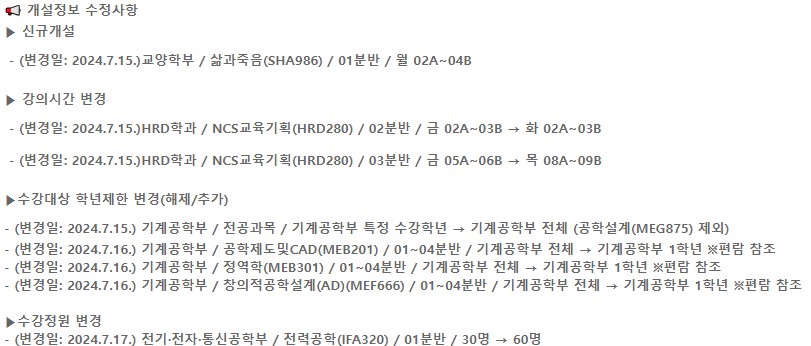 개설정보 수정사항
▶ 신규개설
- (변경일: 2024.7.15.)교양학부 / 삶과죽음(SHA986) / 01분반 / 월 02A~04B
▶ 강의시간 변경
- (변경일: 2024.7.15.)HRD학과 / NCS교육기획(HRD280) / 02분반 / 금 02A~03B → 화 02A~03B
- (변경일: 2024.7.15.)HRD학과 / NCS교육기획(HRD280) / 03분반 / 금 05A~06B → 목 08A~09B
▶수강대상 학년제한 변경(해제/추가)
- (변경일: 2024.7.15.) 기계공학부 / 전공과목 / 기계공학부 특정 수강학년 → 기계공학부 전체 (공학설계(MEG875) 제외)
- (변경일: 2024.7.16.) 기계공학부 / 공학제도및CAD(MEB201) / 01~04분반 / 기계공학부 전체 → 기계공학부 1학년 ※편람 참조
- (변경일: 2024.7.16.) 기계공학부 / 정역학(MEB301) / 01~04분반 / 기계공학부 전체 → 기계공학부 1학년 ※편람 참조
- (변경일: 2024.7.16.) 기계공학부 / 창의적공학설계(AD)(MEF666) / 01~04분반 / 기계공학부 전체 → 기계공학부 1학년 ※편람 참조
▶수강정원 변경
- (변경일: 2024.7.17.) 전기·전자·통신공학부 / 전력공학(IFA320) / 01분반 / 30명 → 60명